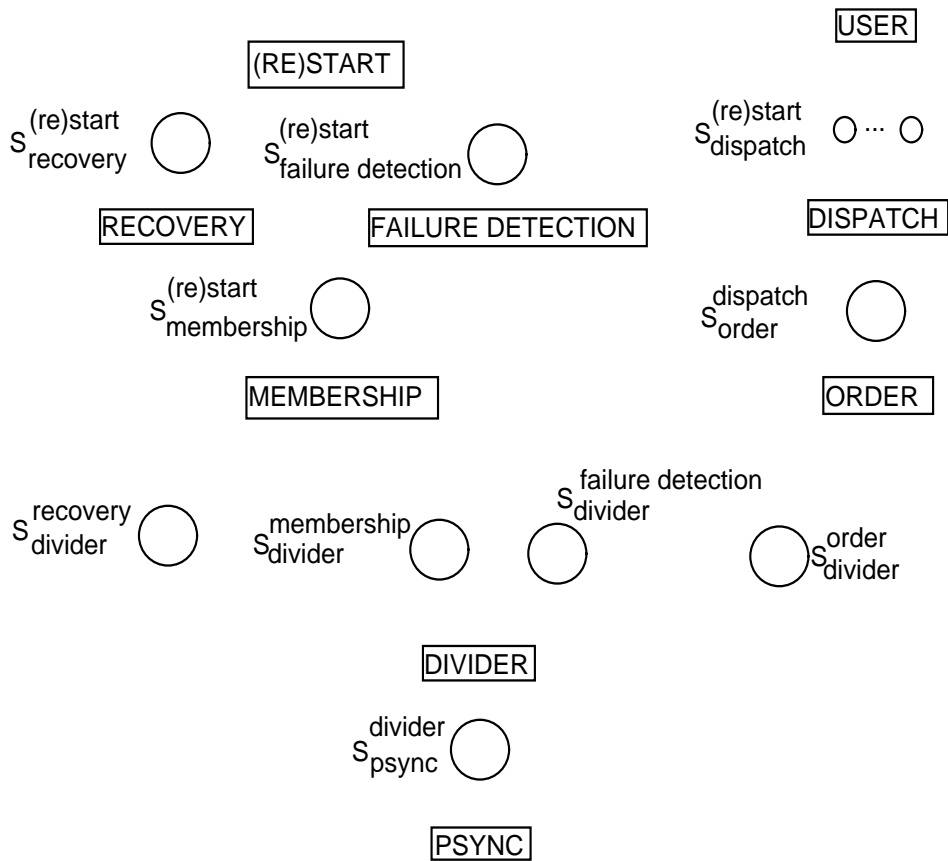 USER
(RE)START
(re)start
S recovery
(re)start
S failure detection
(re)start
S dispatch
...
RECOVERY
FAILURE DETECTION
DISPATCH
(re)start
S membership
dispatch
S order
MEMBERSHIP
ORDER
recovery
S divider
membership
S divider
failure detection
S divider
order
S divider
DIVIDER
divider
S psync
PSYNC